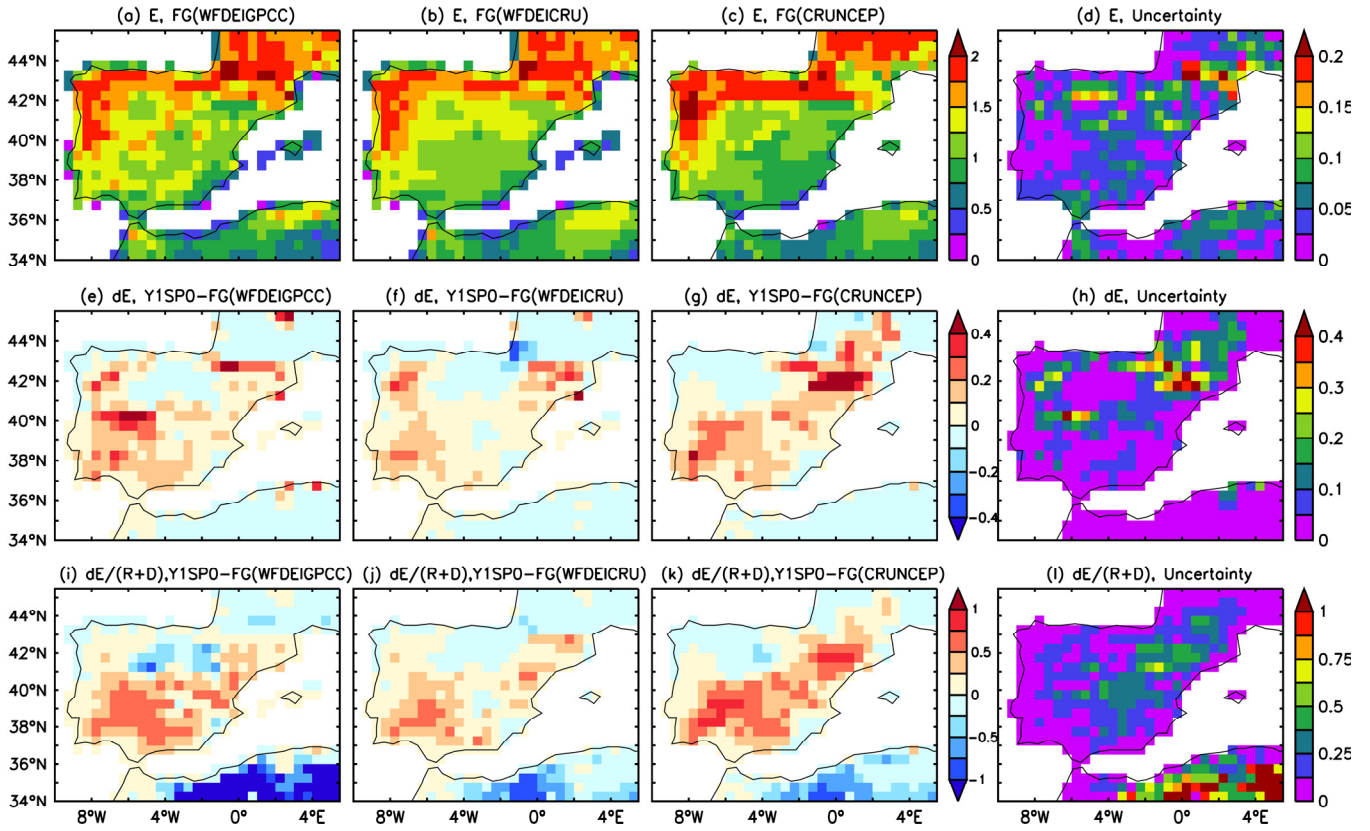 (a) E, FG(WFDEIGPCC)
(b) E, FG(WFDEICRU)
(c) E, FG(CRUNCEP)
(d) E, Uncertainty
44°N
42°N
40°N
38°N
36°N
34°N
2
1.5
1
0.5
0
0.2
0.15
0.1
0.05
0
(e) dE, Y1SP0-FG(WFDEIGPCC)
(f) dE, Y1SP0-FG(WFDEICRU)
(g) dE, Y1SP0-FG(CRUNCEP)
(h) dE, Uncertainty
44°N
42°N
40°N
38°N
36°N
34°N
0.4
0.2
0
-0.2
-0.4
0.4
0.3
0.2
0.1
0
(i) dE/(R+D),Y1SP0-FG(WFDEIGPCC)
(j) dE/(R+D),Y1SP0-FG(WFDEICRU)
(k) dE/(R+D),Y1SP0-FG(CRUNCEP)
(l) dE/(R+D), Uncertainty
44°N
42°N
40°N
38°N
36°N
34°N
1
0.5
0
-0.5
-1
1
0.75
0.5
0.25
0
8°W 4°W 0° 4°E
8°W 4°W 0° 4°E
8°W 4°W 0° 4°E
8°W 4°W 0° 4°E